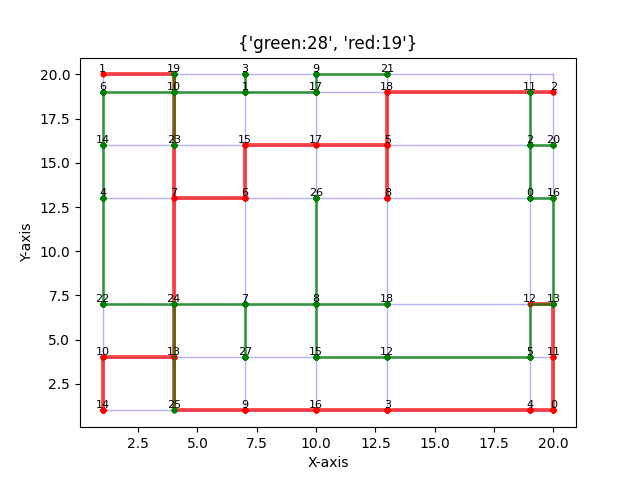 {'green:28', 'red:19'}
1 19 3 9 21
20.0
6 10 1 17 18 11 2
17.5
14 23 15 17 5 2 20
15.0
4 7 6 26 8 0 16
12.5
10.0
22 24 7 8 18 12 13
7.5
5.0
10 13 27 15 12 5 11
2.5
14 25 9 16 3 4 0
Y-axis
2.5 5.0 7.5 10.0 12.5 15.0 17.5 20.0
X-axis